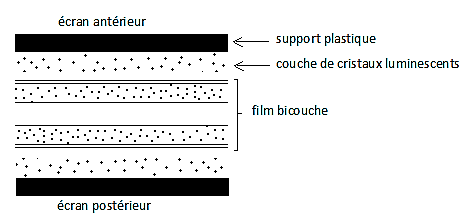 écran antérieur
support plastique
couche de cristaux luminescents
film bicouche
écran postérieur